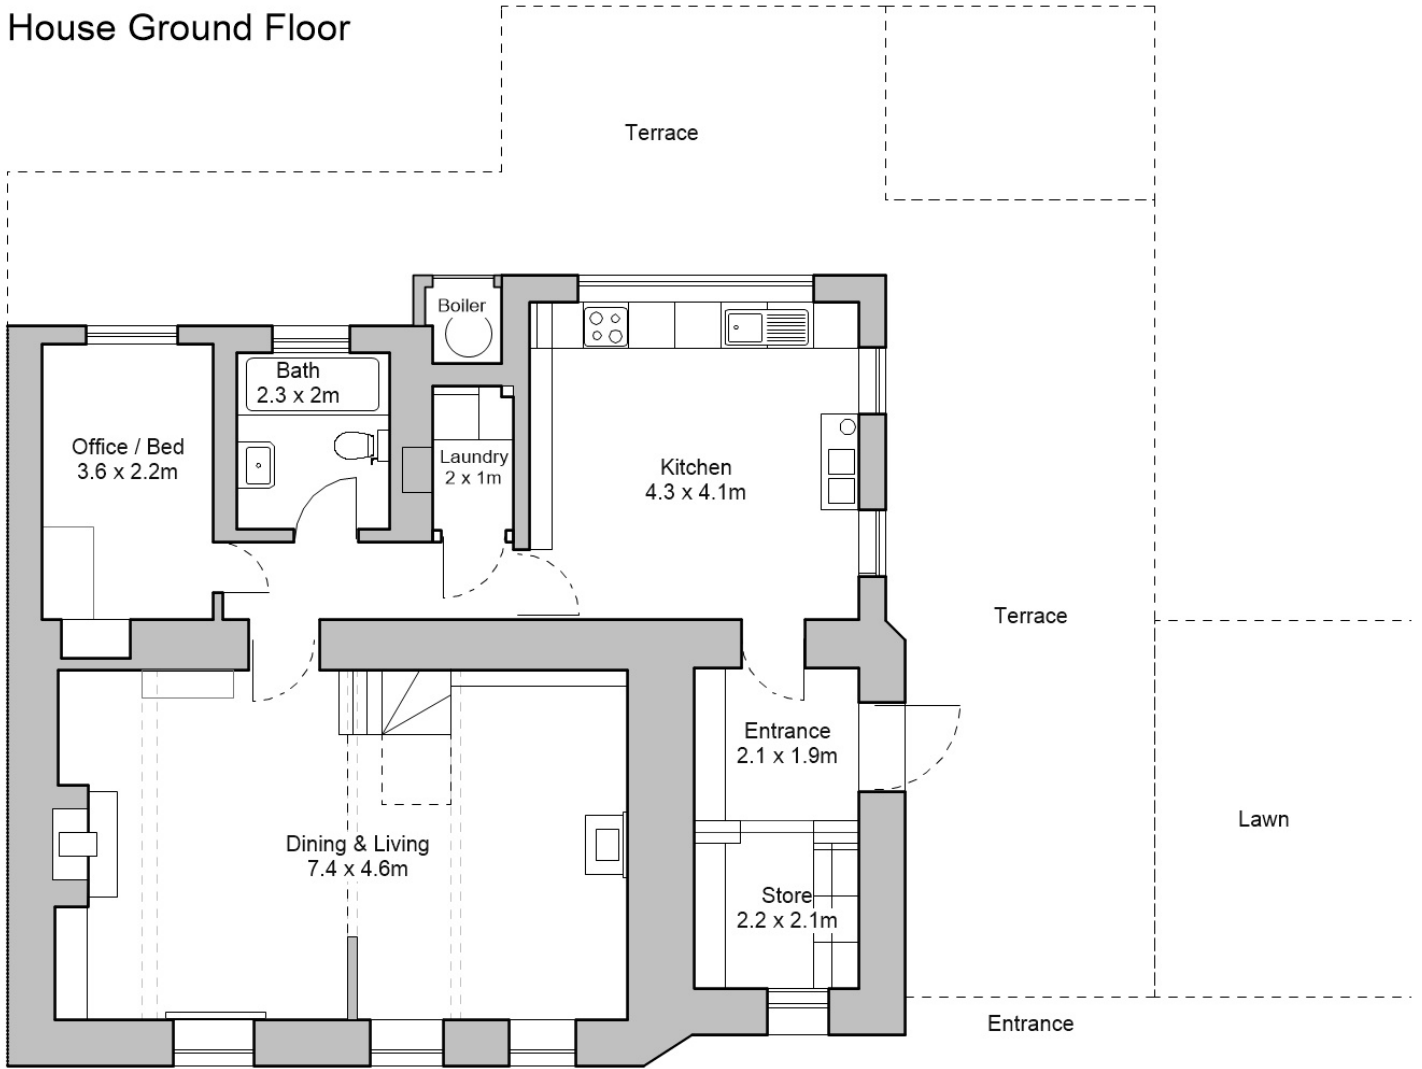 House Ground Floor
Terrace
Boiler
Bath
2.3 x 2m
Office / Bed
3.6 x 2.2m
Laundry
2 x 1m
Kitchen
4.3 x 4.1m
Terrace
Entrance
2.1 x 1.9m
Dining & Living
7.4 x 4.6m
Lawn
Store
2.2 x 2.1m
Entrance